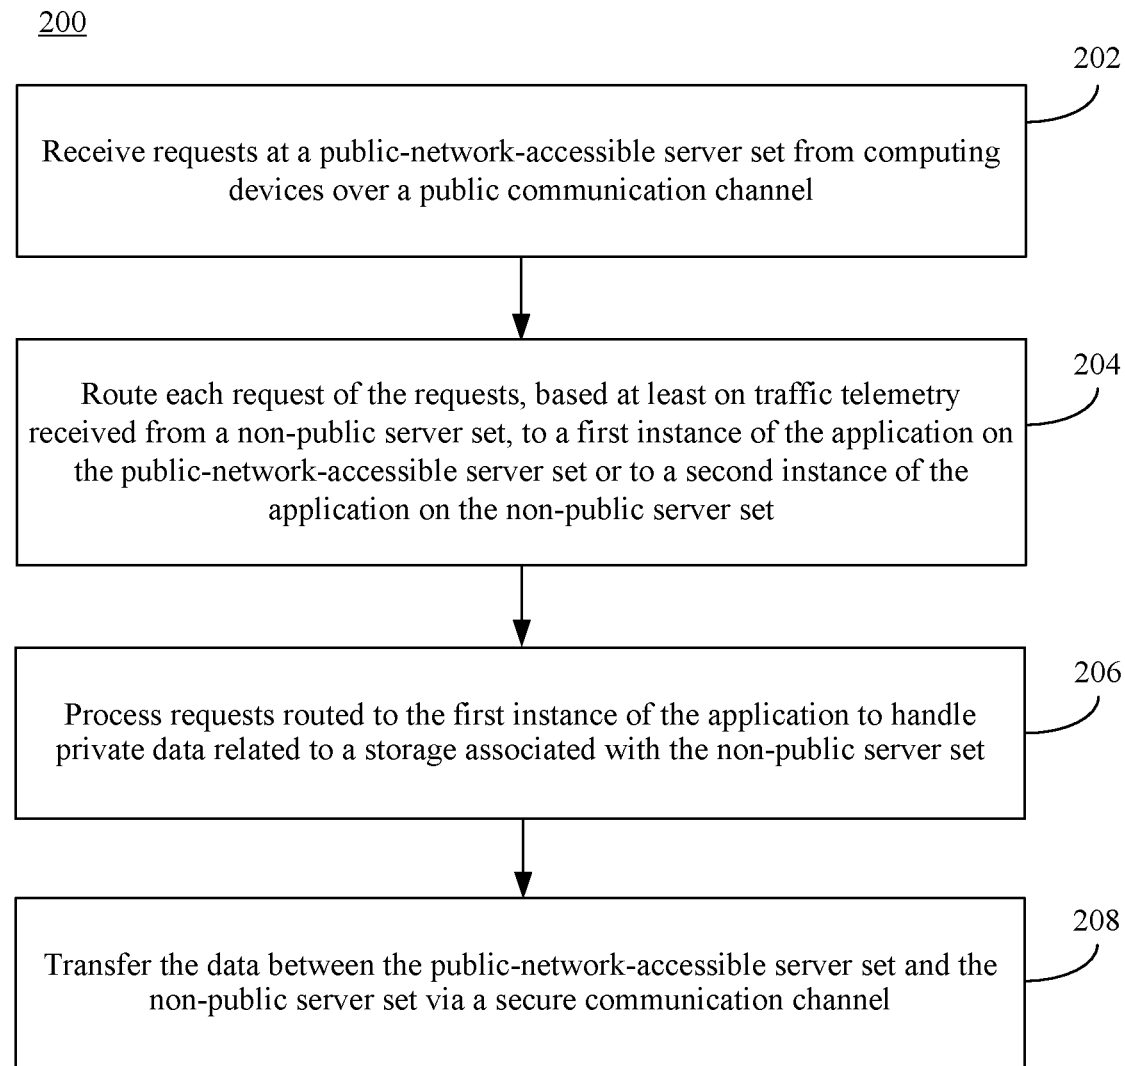 200
202
Receive requests at a public-network-accessible server set from computing
devices over a public communication channel
204
Route each request of the requests, based at least on traffic telemetry
received from a non-public server set, to a first instance of the application on
the public-network-accessible server set or to a second instance of the
application on the non-public server set
206
Process requests routed to the first instance of the application to handle
private data related to a storage associated with the non-public server set
208
Transfer the data between the public-network-accessible server set and the
non-public server set via a secure communication channel